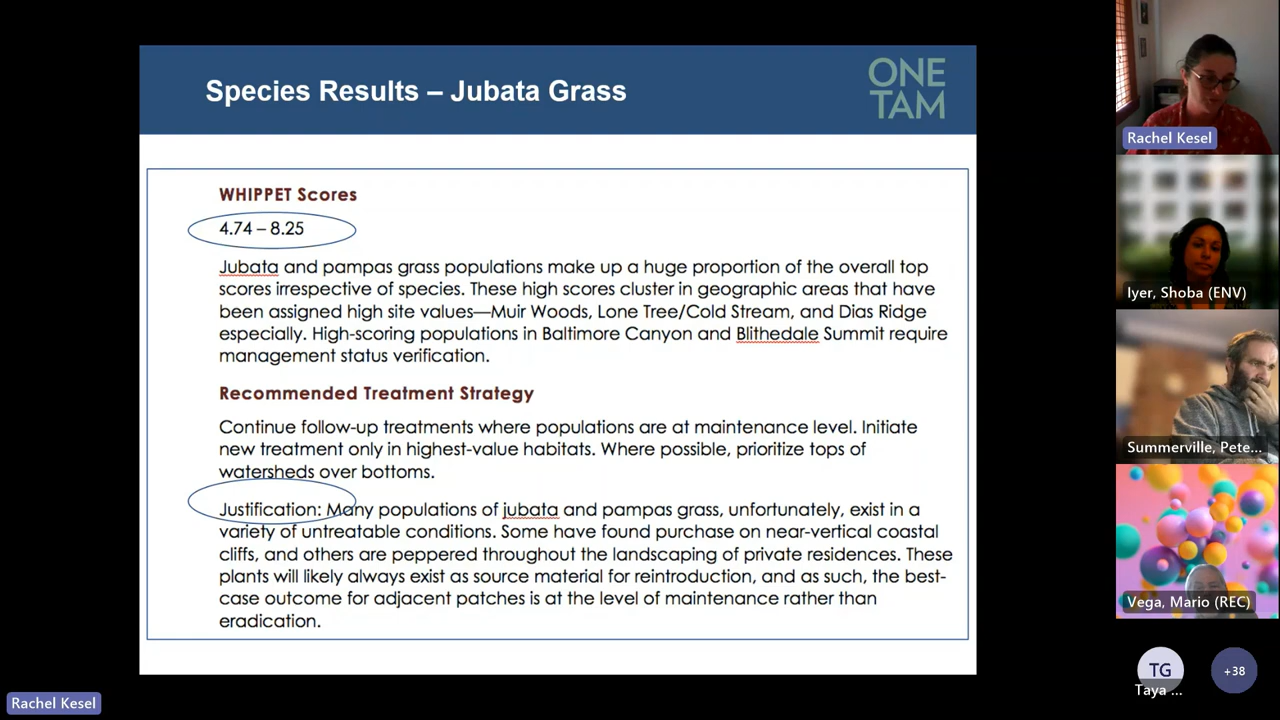 Species Results – Jubata Grass
ONE
TAM
WHIPPET Scores
4.74 – 8.25
Jubata and pampas grass populations make up a huge proportion of the overall top
scores irrespective of species. These high scores cluster in geographic areas that have
been assigned high site values—Muir Woods, Lone Tree/Cold Stream, and Dias Ridge
especially. High-scoring populations in Baltimore Canyon and Blithedale Summit require
management status verification.
Recommended Treatment Strategy
Continue follow-up treatments where populations are at maintenance level. Initiate
new treatment only in highest-value habitats. Where possible, prioritize tops of
watersheds over bottoms.
Justification: Many populations of jubata and pampas grass, unfortunately, exist in a
variety of untreatable conditions. Some have found purchase on near-vertical coastal
cliffs, and others are peppered throughout the landscaping of private residences. These
plants will likely always exist as source material for reintroduction, and as such, the best-
case outcome for adjacent patches is at the level of maintenance rather than
eradication.
Rachel Kesel
Iyer, Shoba (ENV)
Summerville, Pete...
Vega, Mario (REC)
TG
Taya ...
+38
Rachel Kesel